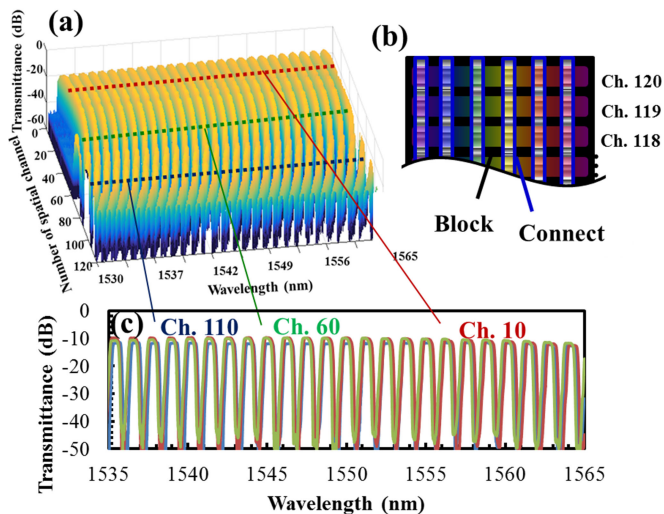 (a)
Transmittance (dB)
0
-20
-40
-60
0
20
40
60
80
100
120
Number of spatial channel
1530
1537
1542
1549
1556
1565
Wavelength (nm)
(b)
Ch. 120
Ch. 119
Ch. 118
Block
Connect
(c)
Ch. 110
Ch. 60
Ch. 10
Transmittance (dB)
0
-10
-20
-30
-40
-50
1535
1540
1545
1550
1555
1560
1565
Wavelength (nm)